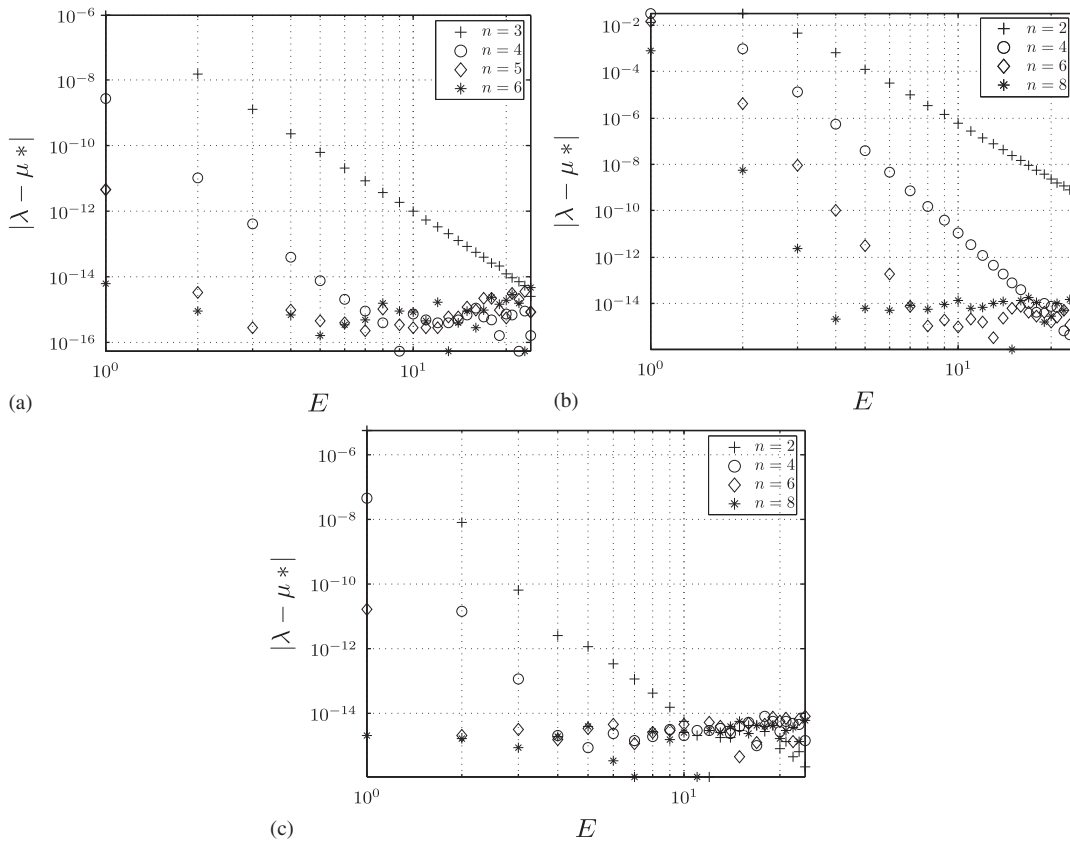 10^{-6}
10^{-8}
10^{-10}
10^{-12}
10^{-14}
10^{-16}
|λ − μ*|
n = 3
n = 4
n = 5
n = 6
10^0
10^1
E
(a)
10^{-2}
10^{-4}
10^{-6}
10^{-8}
10^{-10}
10^{-12}
10^{-14}
|λ − μ*|
n = 2
n = 4
n = 6
n = 8
10^0
10^1
E
(b)
10^{-6}
10^{-8}
10^{-10}
10^{-12}
10^{-14}
|λ − μ*|
n = 2
n = 4
n = 6
n = 8
10^0
10^1
E
(c)